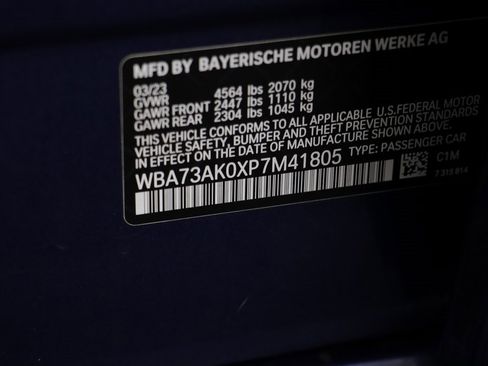 MFD BY BAYERISCHE MOTOREN WERKE AG
03/23
GVWR 4564 lbs 2070 kg
GAWR FRONT 2447 lbs 1110 kg
GAWR REAR 2304 lbs 1045 kg
THIS VEHICLE CONFORMS TO ALL APPLICABLE U.S.FEDERAL MOTOR
VEHICLE SAFETY, BUMPER AND THEFT PREVENTION STANDARDS
IN EFFECT ON THE DATE OF MANUFACTURE SHOWN ABOVE.
WBA73AK0XP7M41805 TYPE: PASSENGER CAR
C1M
7 315 814